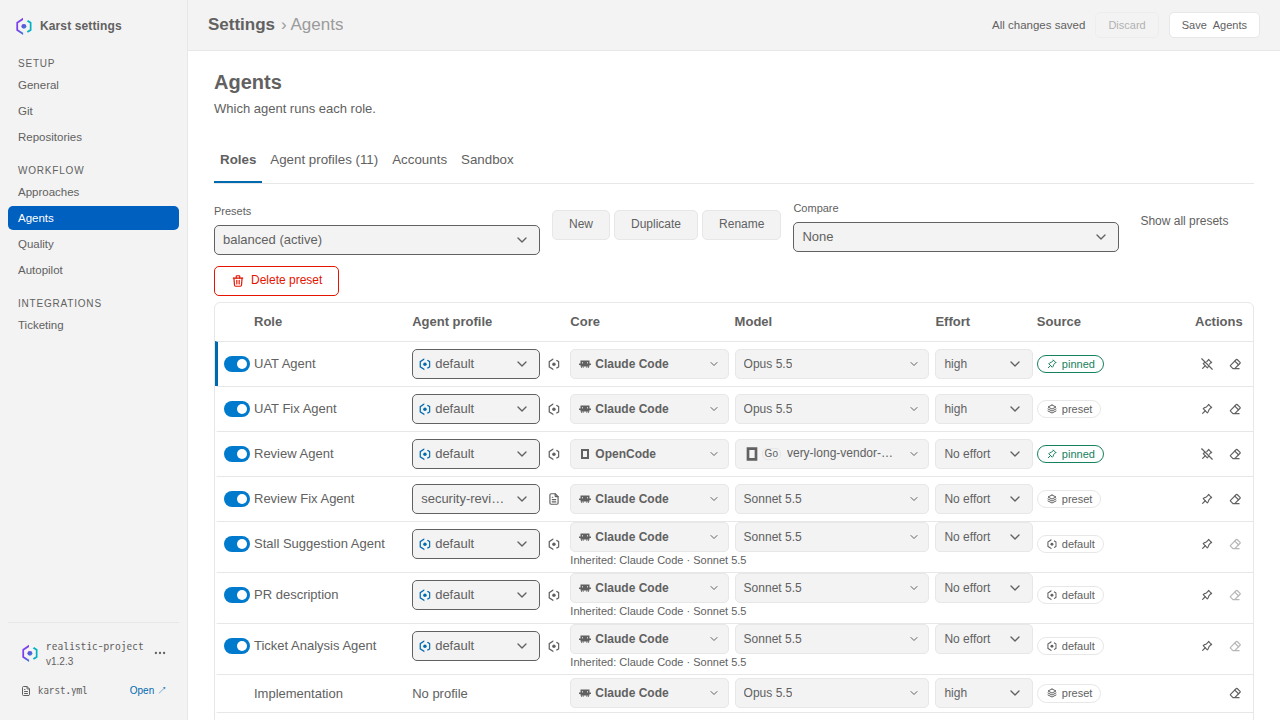 Karst settings
SETUP
General
Git
Repositories
WORKFLOW
Approaches
Agents
Quality
Autopilot
INTEGRATIONS
Ticketing
realistic-project
v1.2.3
karst.yml Open ↗
Settings › Agents
All changes saved Discard Save Agents
Agents
Which agent runs each role.
Roles Agent profiles (11) Accounts Sandbox
Presets
balanced (active)
New Duplicate Rename
Compare
None
Show all presets
Delete preset
Role Agent profile Core Model Effort Source Actions
UAT Agent default Claude Code Opus 5.5 high pinned
UAT Fix Agent default Claude Code Opus 5.5 high preset
Review Agent default OpenCode Go very-long-vendor-… No effort pinned
Review Fix Agent security-revi… Claude Code Sonnet 5.5 No effort preset
Stall Suggestion Agent default Claude Code Sonnet 5.5 No effort default
Inherited: Claude Code · Sonnet 5.5
PR description default Claude Code Sonnet 5.5 No effort default
Inherited: Claude Code · Sonnet 5.5
Ticket Analysis Agent default Claude Code Sonnet 5.5 No effort default
Inherited: Claude Code · Sonnet 5.5
Implementation No profile Claude Code Opus 5.5 high preset